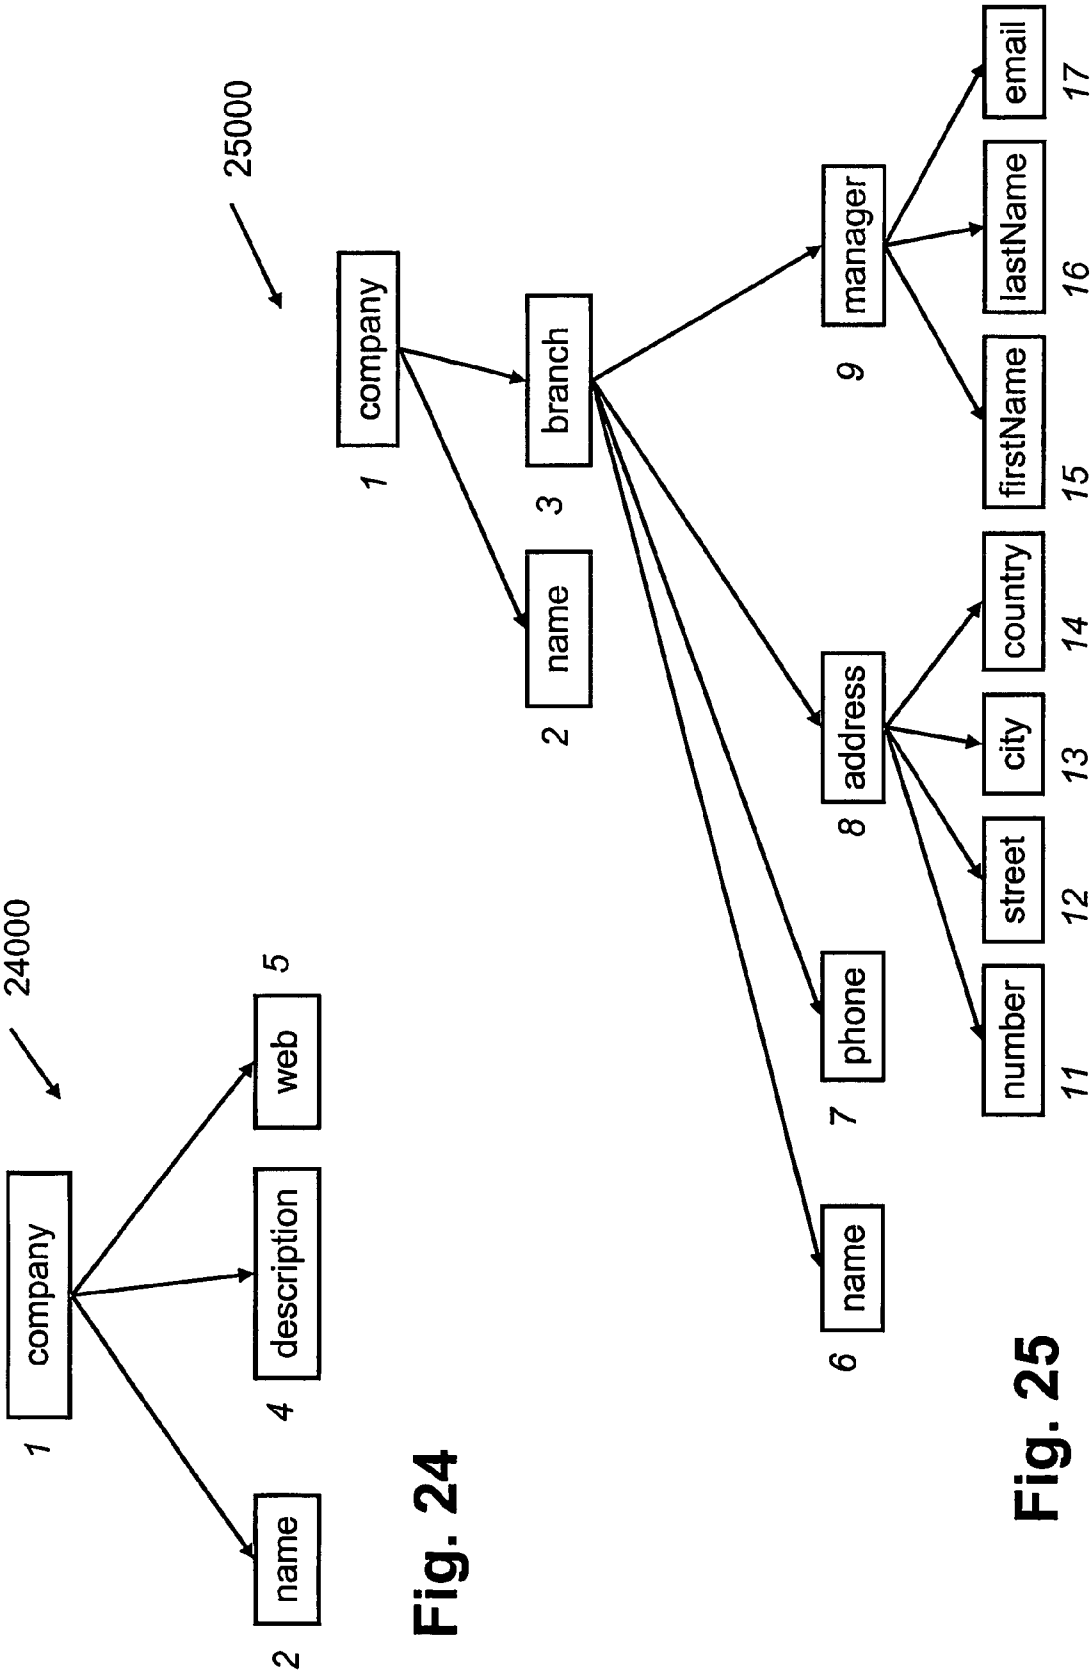 24000
1 company
2 name
4 description
5 web
Fig. 24
25000
1 company
2 name
3 branch
6 name
7 phone
8 address
9 manager
11 number
12 street
13 city
14 country
15 firstName
16 lastName
17 email
Fig. 25